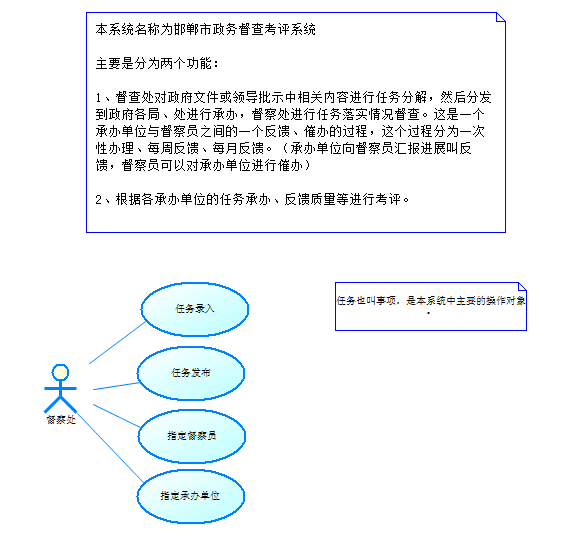 本系统名称为邯郸市政务督查考评系统
主要是分为两个功能：
1、督查处对政府文件或领导批示中相关内容进行任务分解，然后分发
到政府各局、处进行承办，督察处进行任务落实情况督查。这是一个
承办单位与督察员之间的一个反馈、催办的过程，这个过程分为一次
性办理、每周反馈、每月反馈。（承办单位向督察员汇报进展叫反
馈，督察员可以对承办单位进行催办）
2、根据各承办单位的任务承办、反馈质量等进行考评。
任务也叫事项，是本系统中主要的操作对象
。
任务录入
任务发布
督察处
指定督察员
指定承办单位